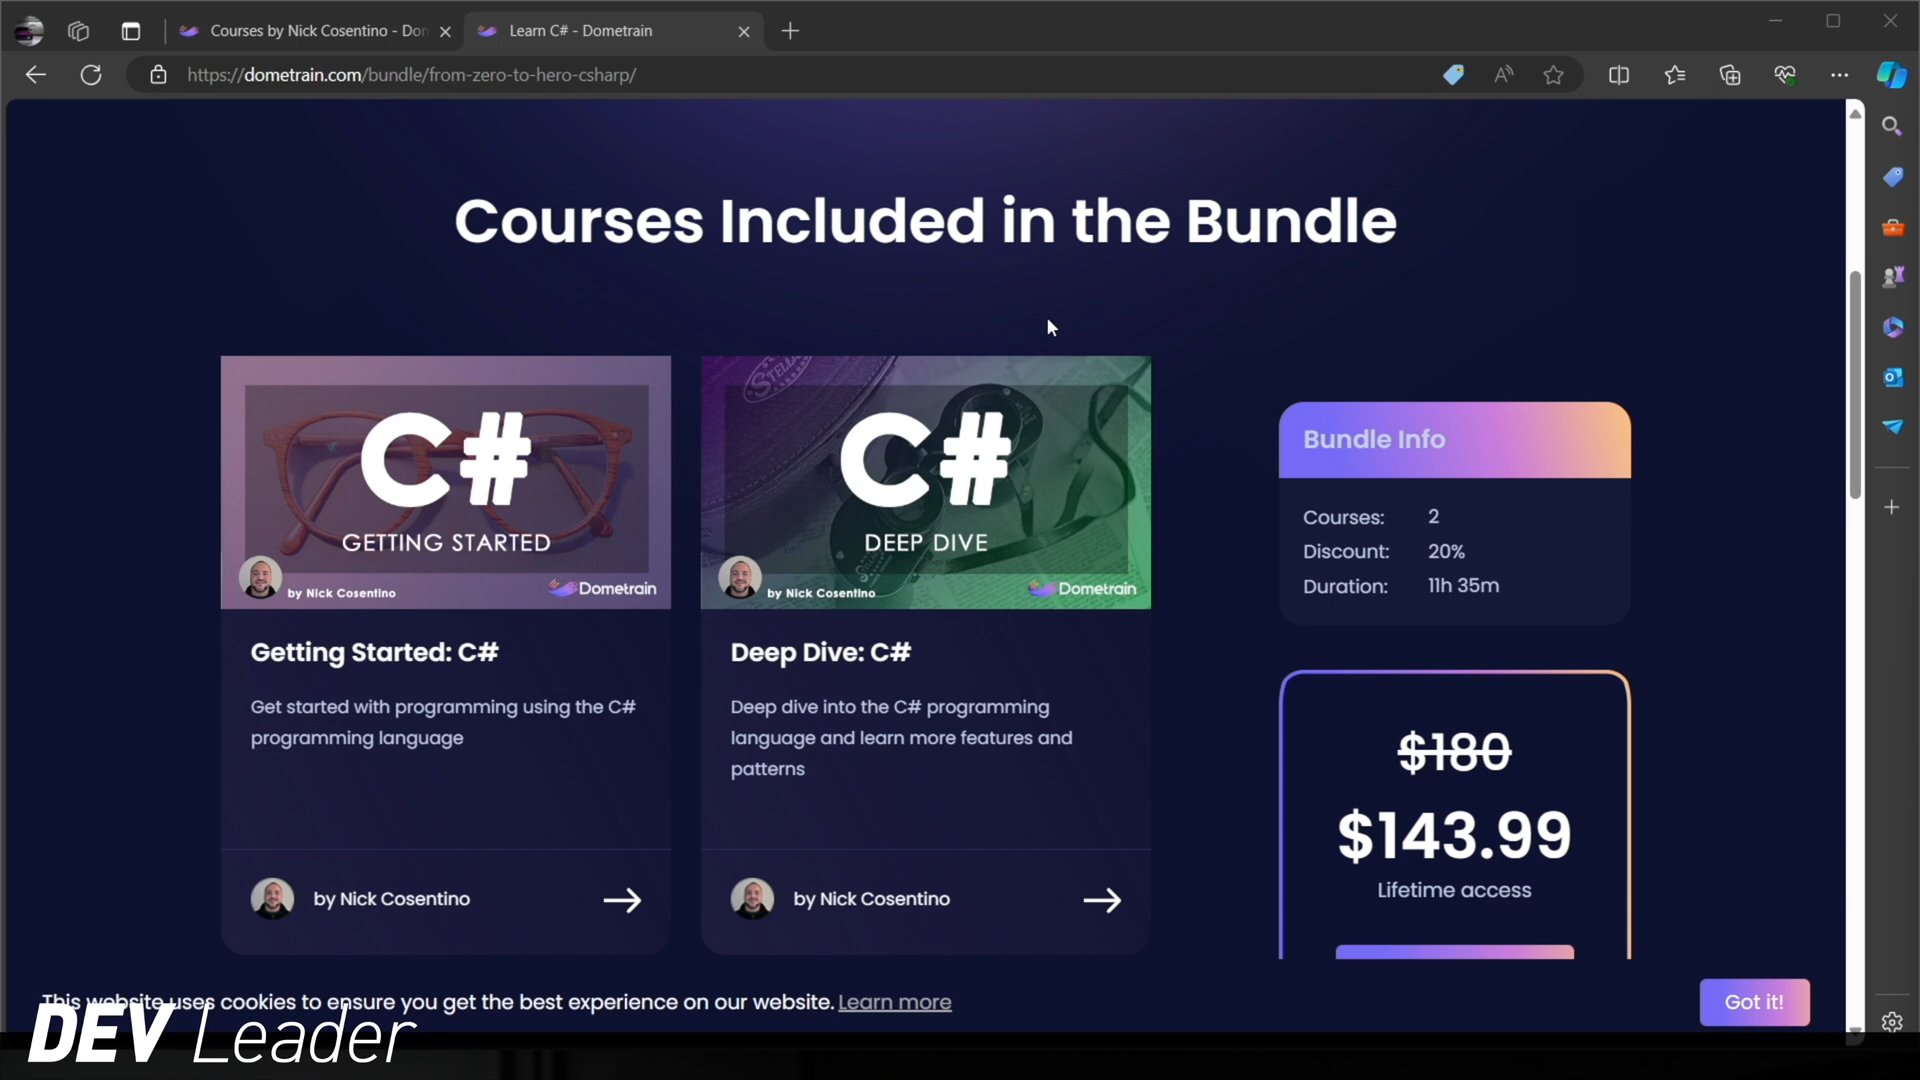 Courses by Nick Cosentino - Dom
Learn C# - Dometrain
https://dometrain.com/bundle/from-zero-to-hero-csharp/
Courses Included in the Bundle
C#
GETTING STARTED
by Nick Cosentino
Dometrain
C#
DEEP DIVE
by Nick Cosentino
Dometrain
Bundle Info
Courses: 2
Discount: 20%
Duration: 11h 35m
Getting Started: C#
Get started with programming using the C#
programming language
by Nick Cosentino
Deep Dive: C#
Deep dive into the C# programming
language and learn more features and
patterns
by Nick Cosentino
$180
$143.99
Lifetime access
This website uses cookies to ensure you get the best experience on our website. Learn more
Got it!
DEV Leader